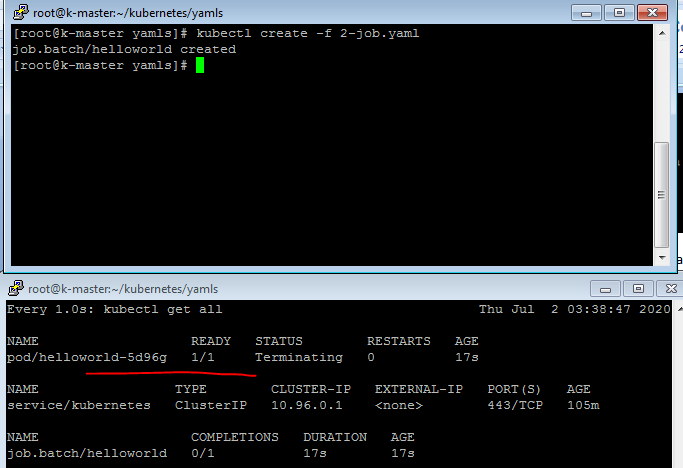 root@k-master:~/kubernetes/yamls
[root@k-master yamls]# kubectl create -f 2-job.yaml
job.batch/helloworld created
[root@k-master yamls]#
root@k-master:~/kubernetes/yamls
Every 1.0s: kubectl get all Thu Jul 2 03:38:47 2020
NAME READY STATUS RESTARTS AGE
pod/helloworld-5d96g 1/1 Terminating 0 17s
NAME TYPE CLUSTER-IP EXTERNAL-IP PORT(S) AGE
service/kubernetes ClusterIP 10.96.0.1 <none> 443/TCP 105m
NAME COMPLETIONS DURATION AGE
job.batch/helloworld 0/1 17s 17s